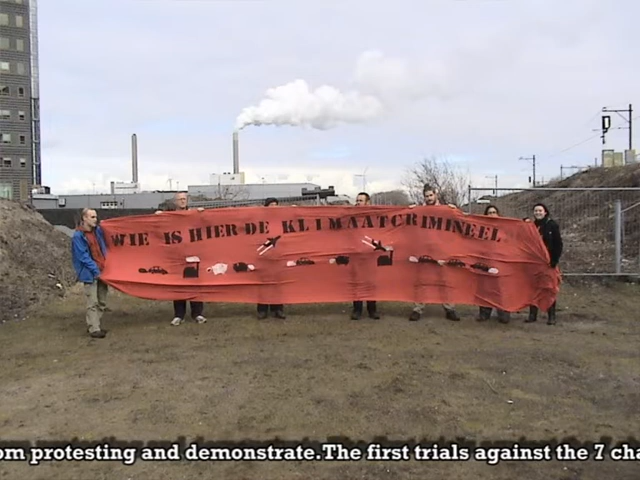 WIE IS HIER DE KLIMAATCRIMINEEL
om protesting and demonstrate.The first trials against the 7 cha